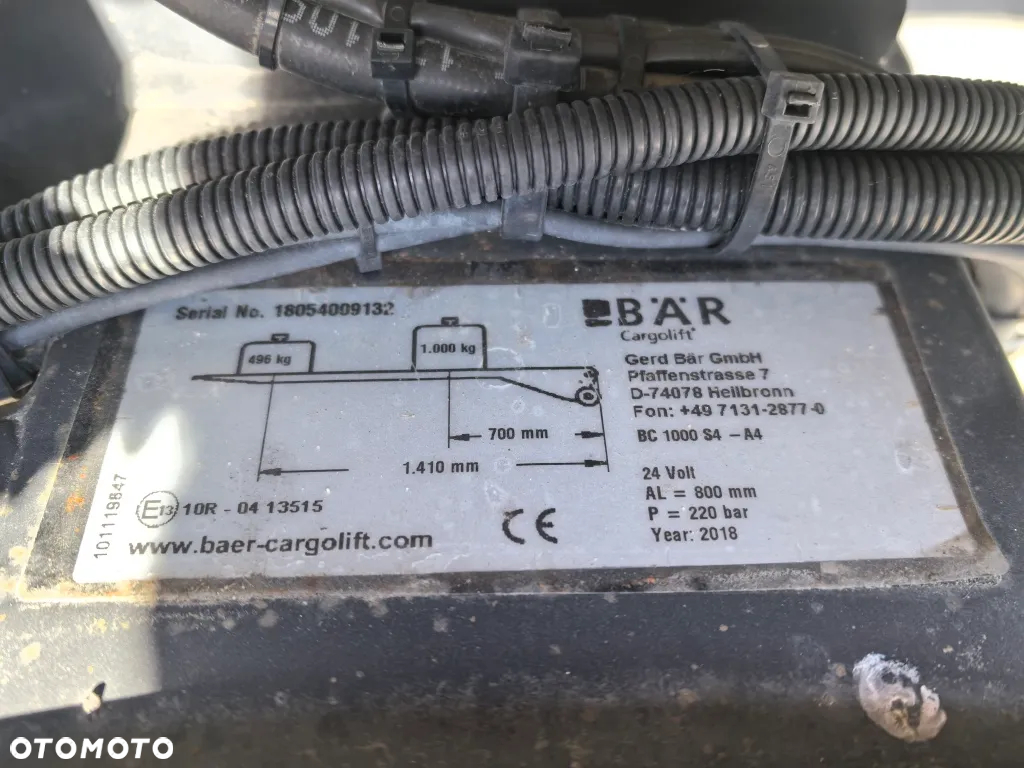 Serial No. 18054009132
BÄR
Cargolift
496 kg
1.000 kg
Gerd Bär GmbH
Pfaffenstrasse 7
D-74078 Heilbronn
Fon: +49 7131-2877-0
700 mm
BC 1000 S4 - A4
1.410 mm
24 Volt
AL = 800 mm
P = 220 bar
Year: 2018
101119847
E13
10R - 04 13515
CE
www.baer-cargolift.com
OTOMOTO